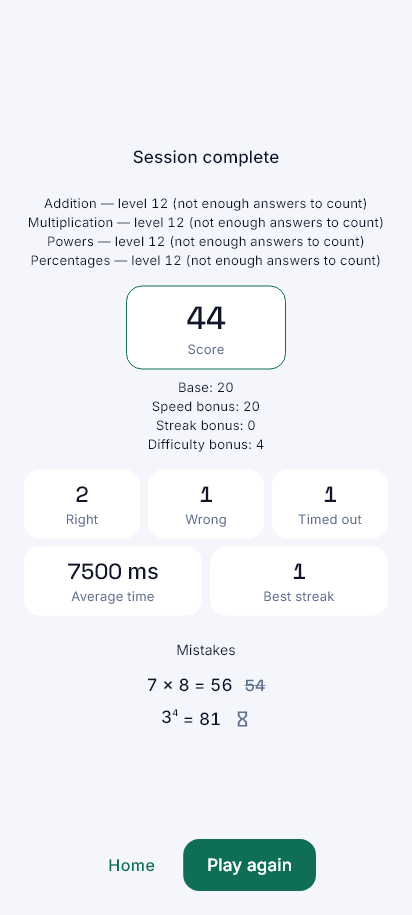 Session complete
Addition — level 12 (not enough answers to count)
Multiplication — level 12 (not enough answers to count)
Powers — level 12 (not enough answers to count)
Percentages — level 12 (not enough answers to count)
44
Score
Base: 20
Speed bonus: 20
Streak bonus: 0
Difficulty bonus: 4
2 1 1
Right Wrong Timed out
7500 ms 1
Average time Best streak
Mistakes
7 × 8 = 56 54
3⁴ = 81
Home Play again